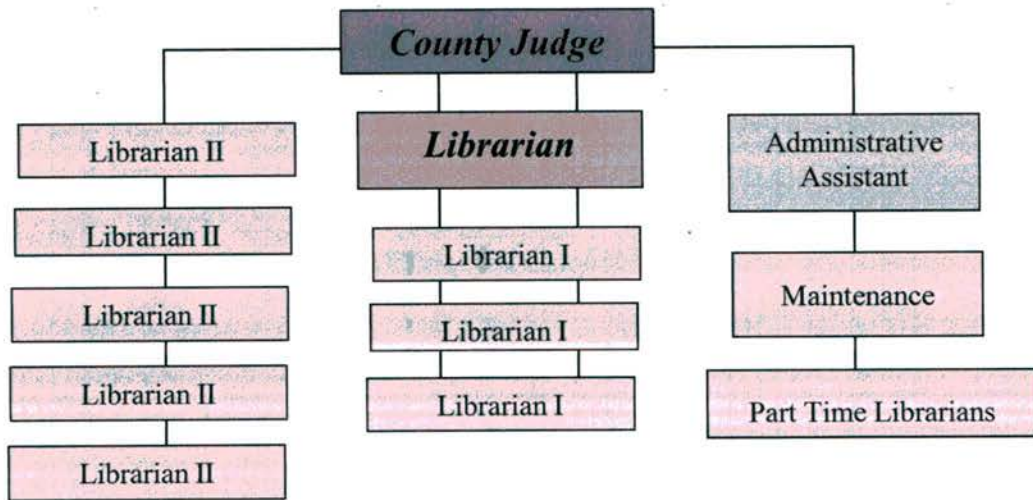 County Judge
Librarian II
Librarian II
Librarian II
Librarian II
Librarian II
Librarian
Librarian I
Librarian I
Librarian I
Administrative
Assistant
Maintenance
Part Time Librarians